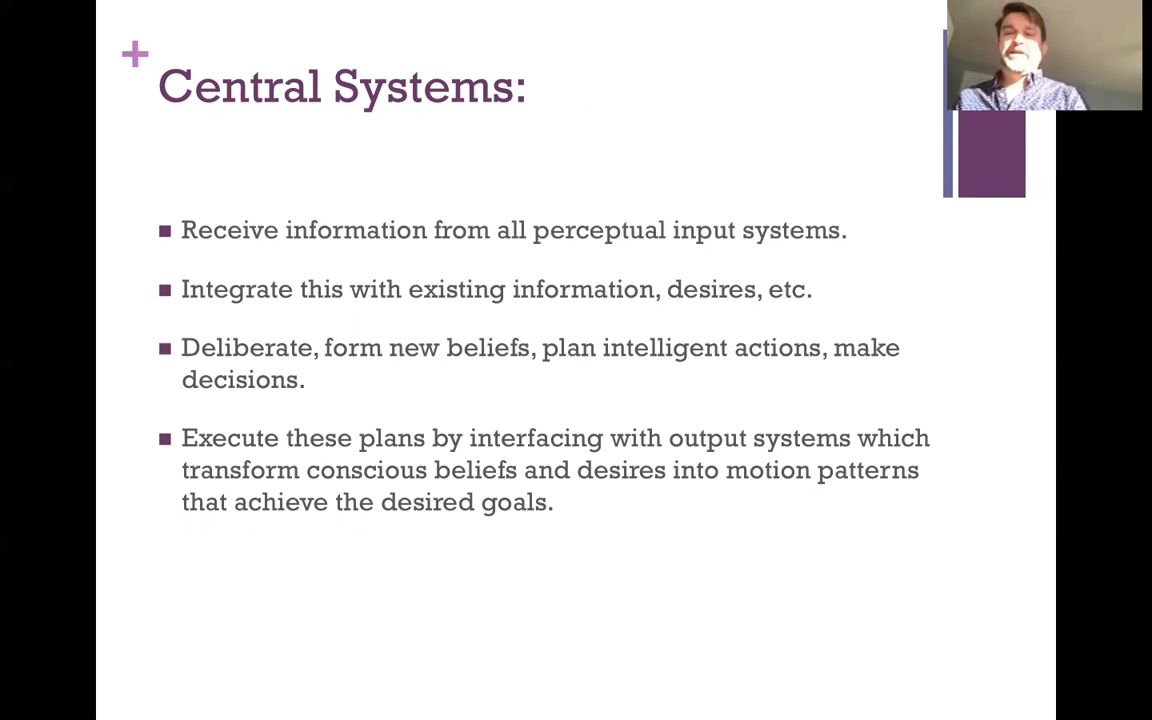 +
Central Systems:
■ Receive information from all perceptual input systems.
■ Integrate this with existing information, desires, etc.
■ Deliberate, form new beliefs, plan intelligent actions, make
decisions.
■ Execute these plans by interfacing with output systems which
transform conscious beliefs and desires into motion patterns
that achieve the desired goals.